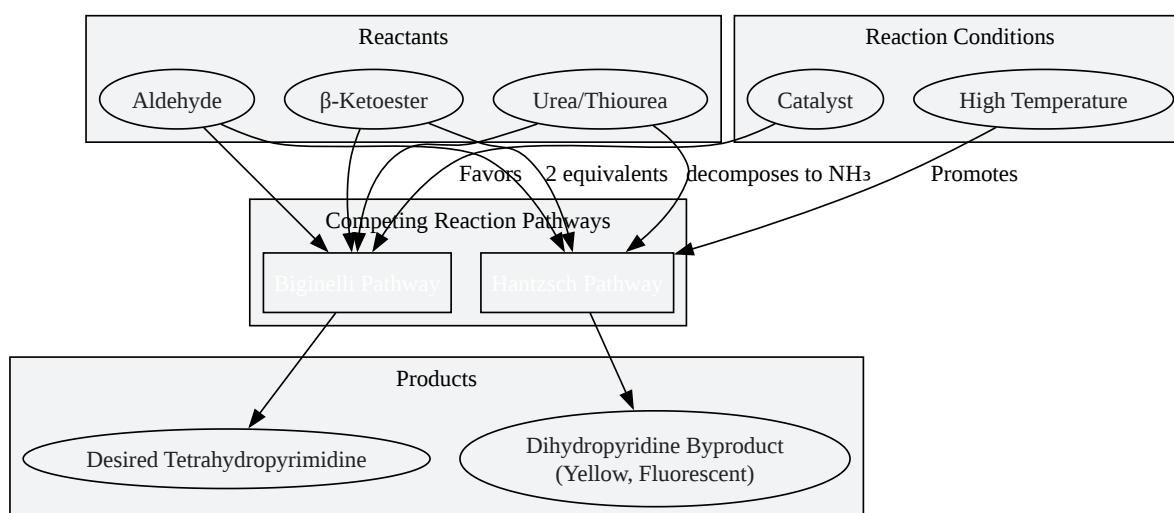 Reactants
Reaction Conditions
Aldehyde
β-Ketoester
Urea/Thiourea
Catalyst
High Temperature
Favors
2 equivalents
decomposes to NH₃
Promotes
Competing Reaction Pathways
Biginelli Pathway
Hantzsch Pathway
Products
Desired Tetrahydropyrimidine
Dihydropyridine Byproduct
(Yellow, Fluorescent)